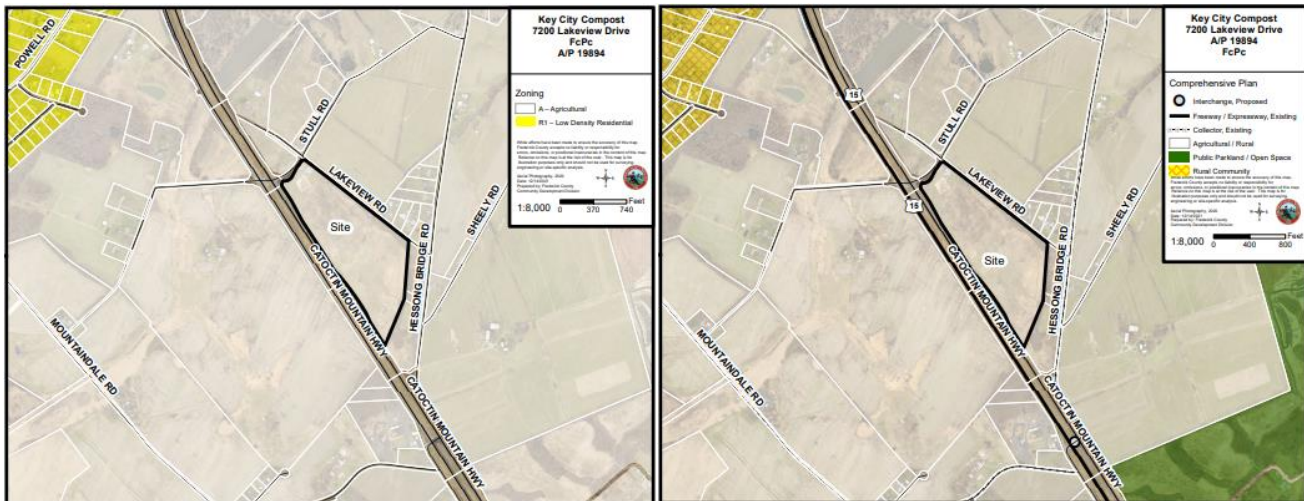 Key City Compost
7200 Lakeview Drive
FcPc
A/P 19894
Zoning
A – Agricultural
R1 – Low Density Residential
1:8,000
0 370 740
Feet
POWELL RD
STULL RD
LAKEVIEW RD
SHEELY RD
Site
HESSONG BRIDGE RD
CATOCTIN MOUNTAIN HWY
MOUNTAINDALE RD
CATOCTIN MOUNTAIN HWY
Key City Compost
7200 Lakeview Drive
A/P 19894
FcPc
Comprehensive Plan
Interchange, Proposed
Freeway / Expressway, Existing
Collector, Existing
Agricultural / Rural
Public Parkland / Open Space
Rural Community
1:8,000
0 400 800
Feet
POWELL RD
15
STULL RD
LAKEVIEW RD
15
SHEELY RD
Site
HESSONG BRIDGE RD
CATOCTIN MOUNTAIN HWY
MOUNTAINDALE RD
CATOCTIN MOUNTAIN HWY